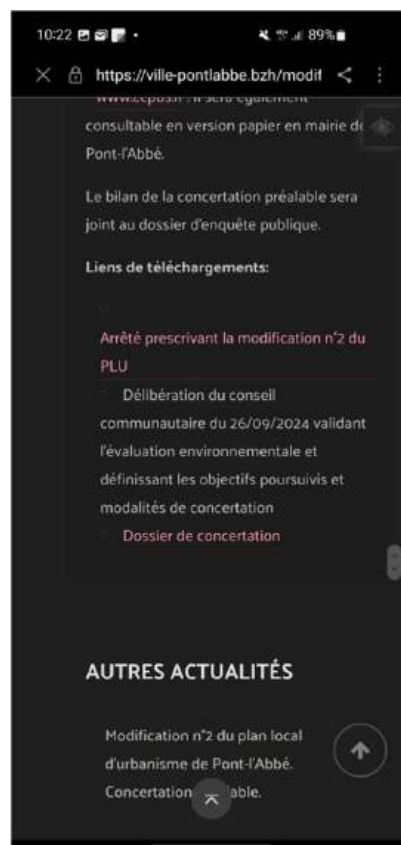 10:22
89%
https://ville-pontlabbe.bzh/modif
consultable en version papier en mairie de
Pont-l'Abbé.
Le bilan de la concertation préalable sera
joint au dossier d'enquête publique.
Liens de téléchargements:
Arrêté prescrivant la modification n°2 du
PLU
Délibération du conseil
communautaire du 26/09/2024 validant
l'évaluation environnementale et
définissant les objectifs poursuivis et
modalités de concertation
Dossier de concertation
AUTRES ACTUALITÉS
Modification n°2 du plan local
d'urbanisme de Pont-l'Abbé.
Concertation able.